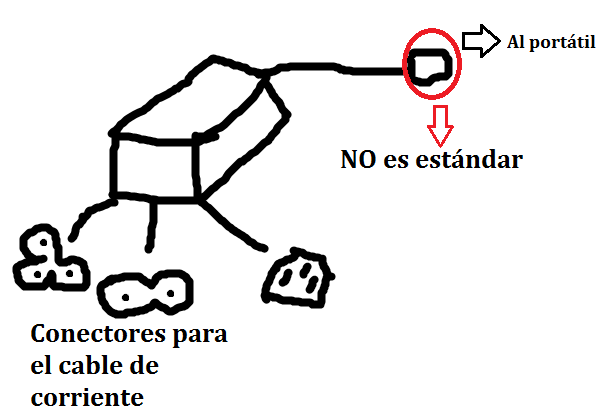 Al portátil
NO es estándar
Conectores para
el cable de
corriente